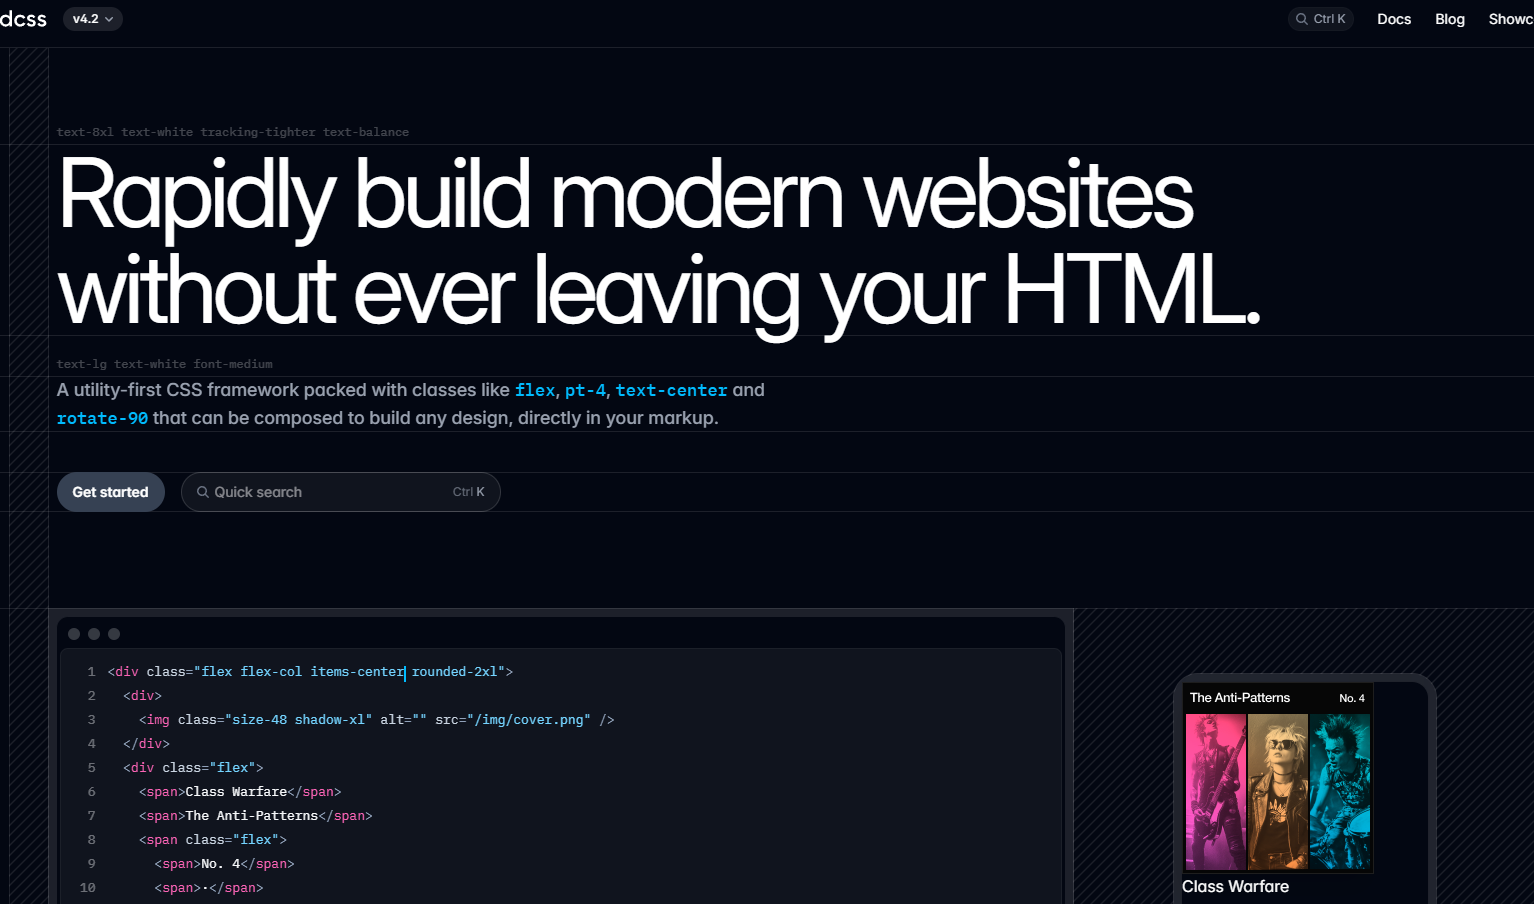 dcss v4.2 Ctrl K Docs Blog Showc
text-8xl text-white tracking-tighter text-balance
Rapidly build modern websites
without ever leaving your HTML.
text-lg text-white font-medium
A utility-first CSS framework packed with classes like flex, pt-4, text-center and
rotate-90 that can be composed to build any design, directly in your markup.
Get started Quick search Ctrl K
1 <div class="flex flex-col items-center rounded-2xl">
2 <div>
3 <img class="size-48 shadow-xl" alt="" src="/img/cover.png" />
4 </div>
5 <div class="flex">
6 <span>Class Warfare</span>
7 <span>The Anti-Patterns</span>
8 <span class="flex">
9 <span>No. 4</span>
10 <span>·</span>
The Anti-Patterns No. 4
Class Warfare